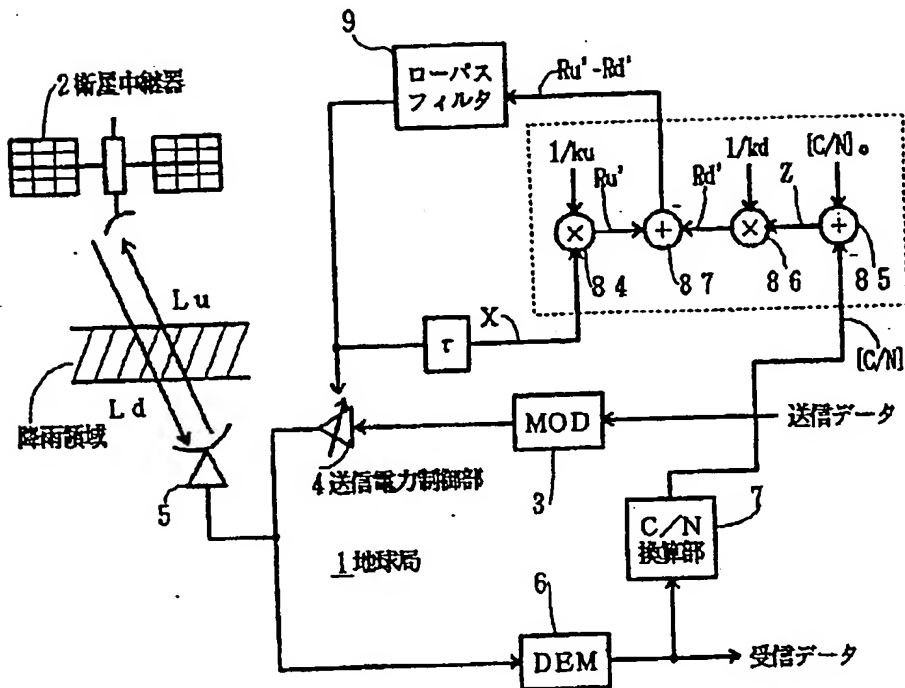 9
ローパス
フィルタ
Ru'-Rd'
2衛星中継器
1/ku
1/kd
[C/N]。
Ru'
Rd'
Z
84
87
86
85
Lu
X
τ
[C/N]
Ld
降雨領域
MOD
送信データ
4送信電力制御部
5
3
7
C/N
換算部
1地球局
6
DEM
受信データ